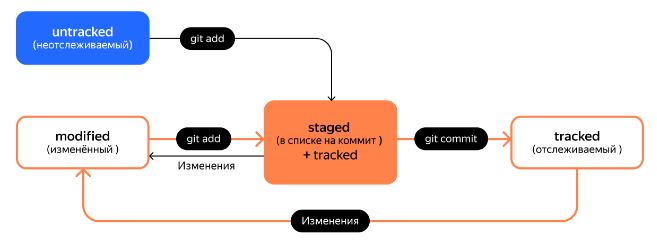 untracked
(неотслеживаемый)
git add
modified
(изменённый )
git add
Изменения
staged
(в списке на коммит )
+ tracked
git commit
tracked
(отслеживаемый )
Изменения